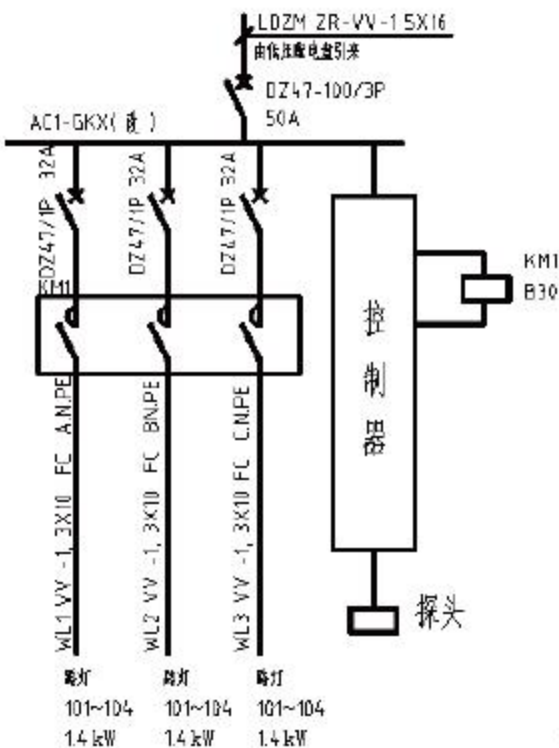 LDZM ZR-VV-1 5X16
由低压配电盘引来
DZ47-100/3P
50A
AC1-GKX(
)
DZ47/1P 32A
DZ47/1P 32A
DZ47/1P 32A
KM1
KM1
B30
控制器
WL1 VV -1, 3X10 FC A.N.PE
WL2 VV -1, 3X10 FC BN.PE
WL3 VV -1, 3X10 FC C.N.PE
探头
路灯 路灯 路灯
101~104 101~104 101~104
1.4 kW 1.4 kW 1.4 kW